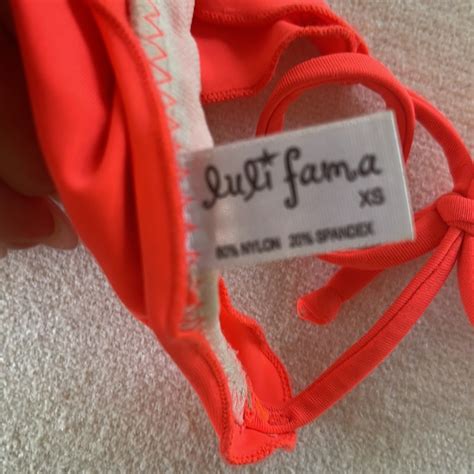 luli fama
XS
80% NYLON 20% SPANDEX